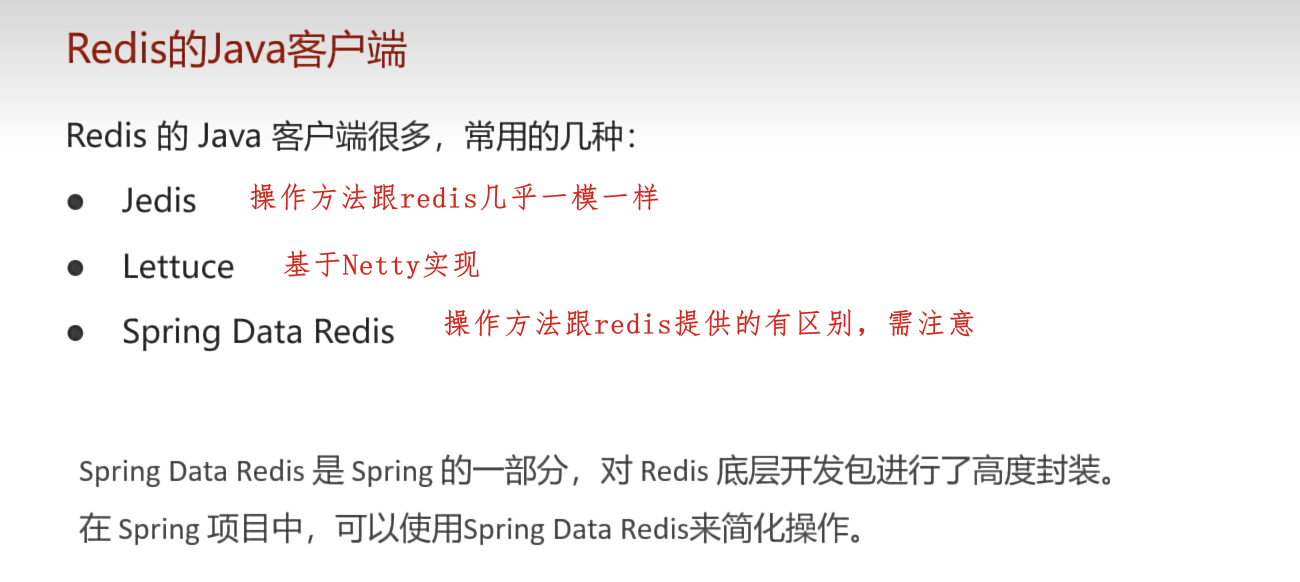 Redis的Java客户端
Redis 的 Java 客户端很多，常用的几种：
● Jedis 操作方法跟redis几乎一模一样
● Lettuce 基于Netty实现
● Spring Data Redis 操作方法跟redis提供的有区别，需注意
Spring Data Redis 是 Spring 的一部分，对 Redis 底层开发包进行了高度封装。
在 Spring 项目中，可以使用Spring Data Redis来简化操作。